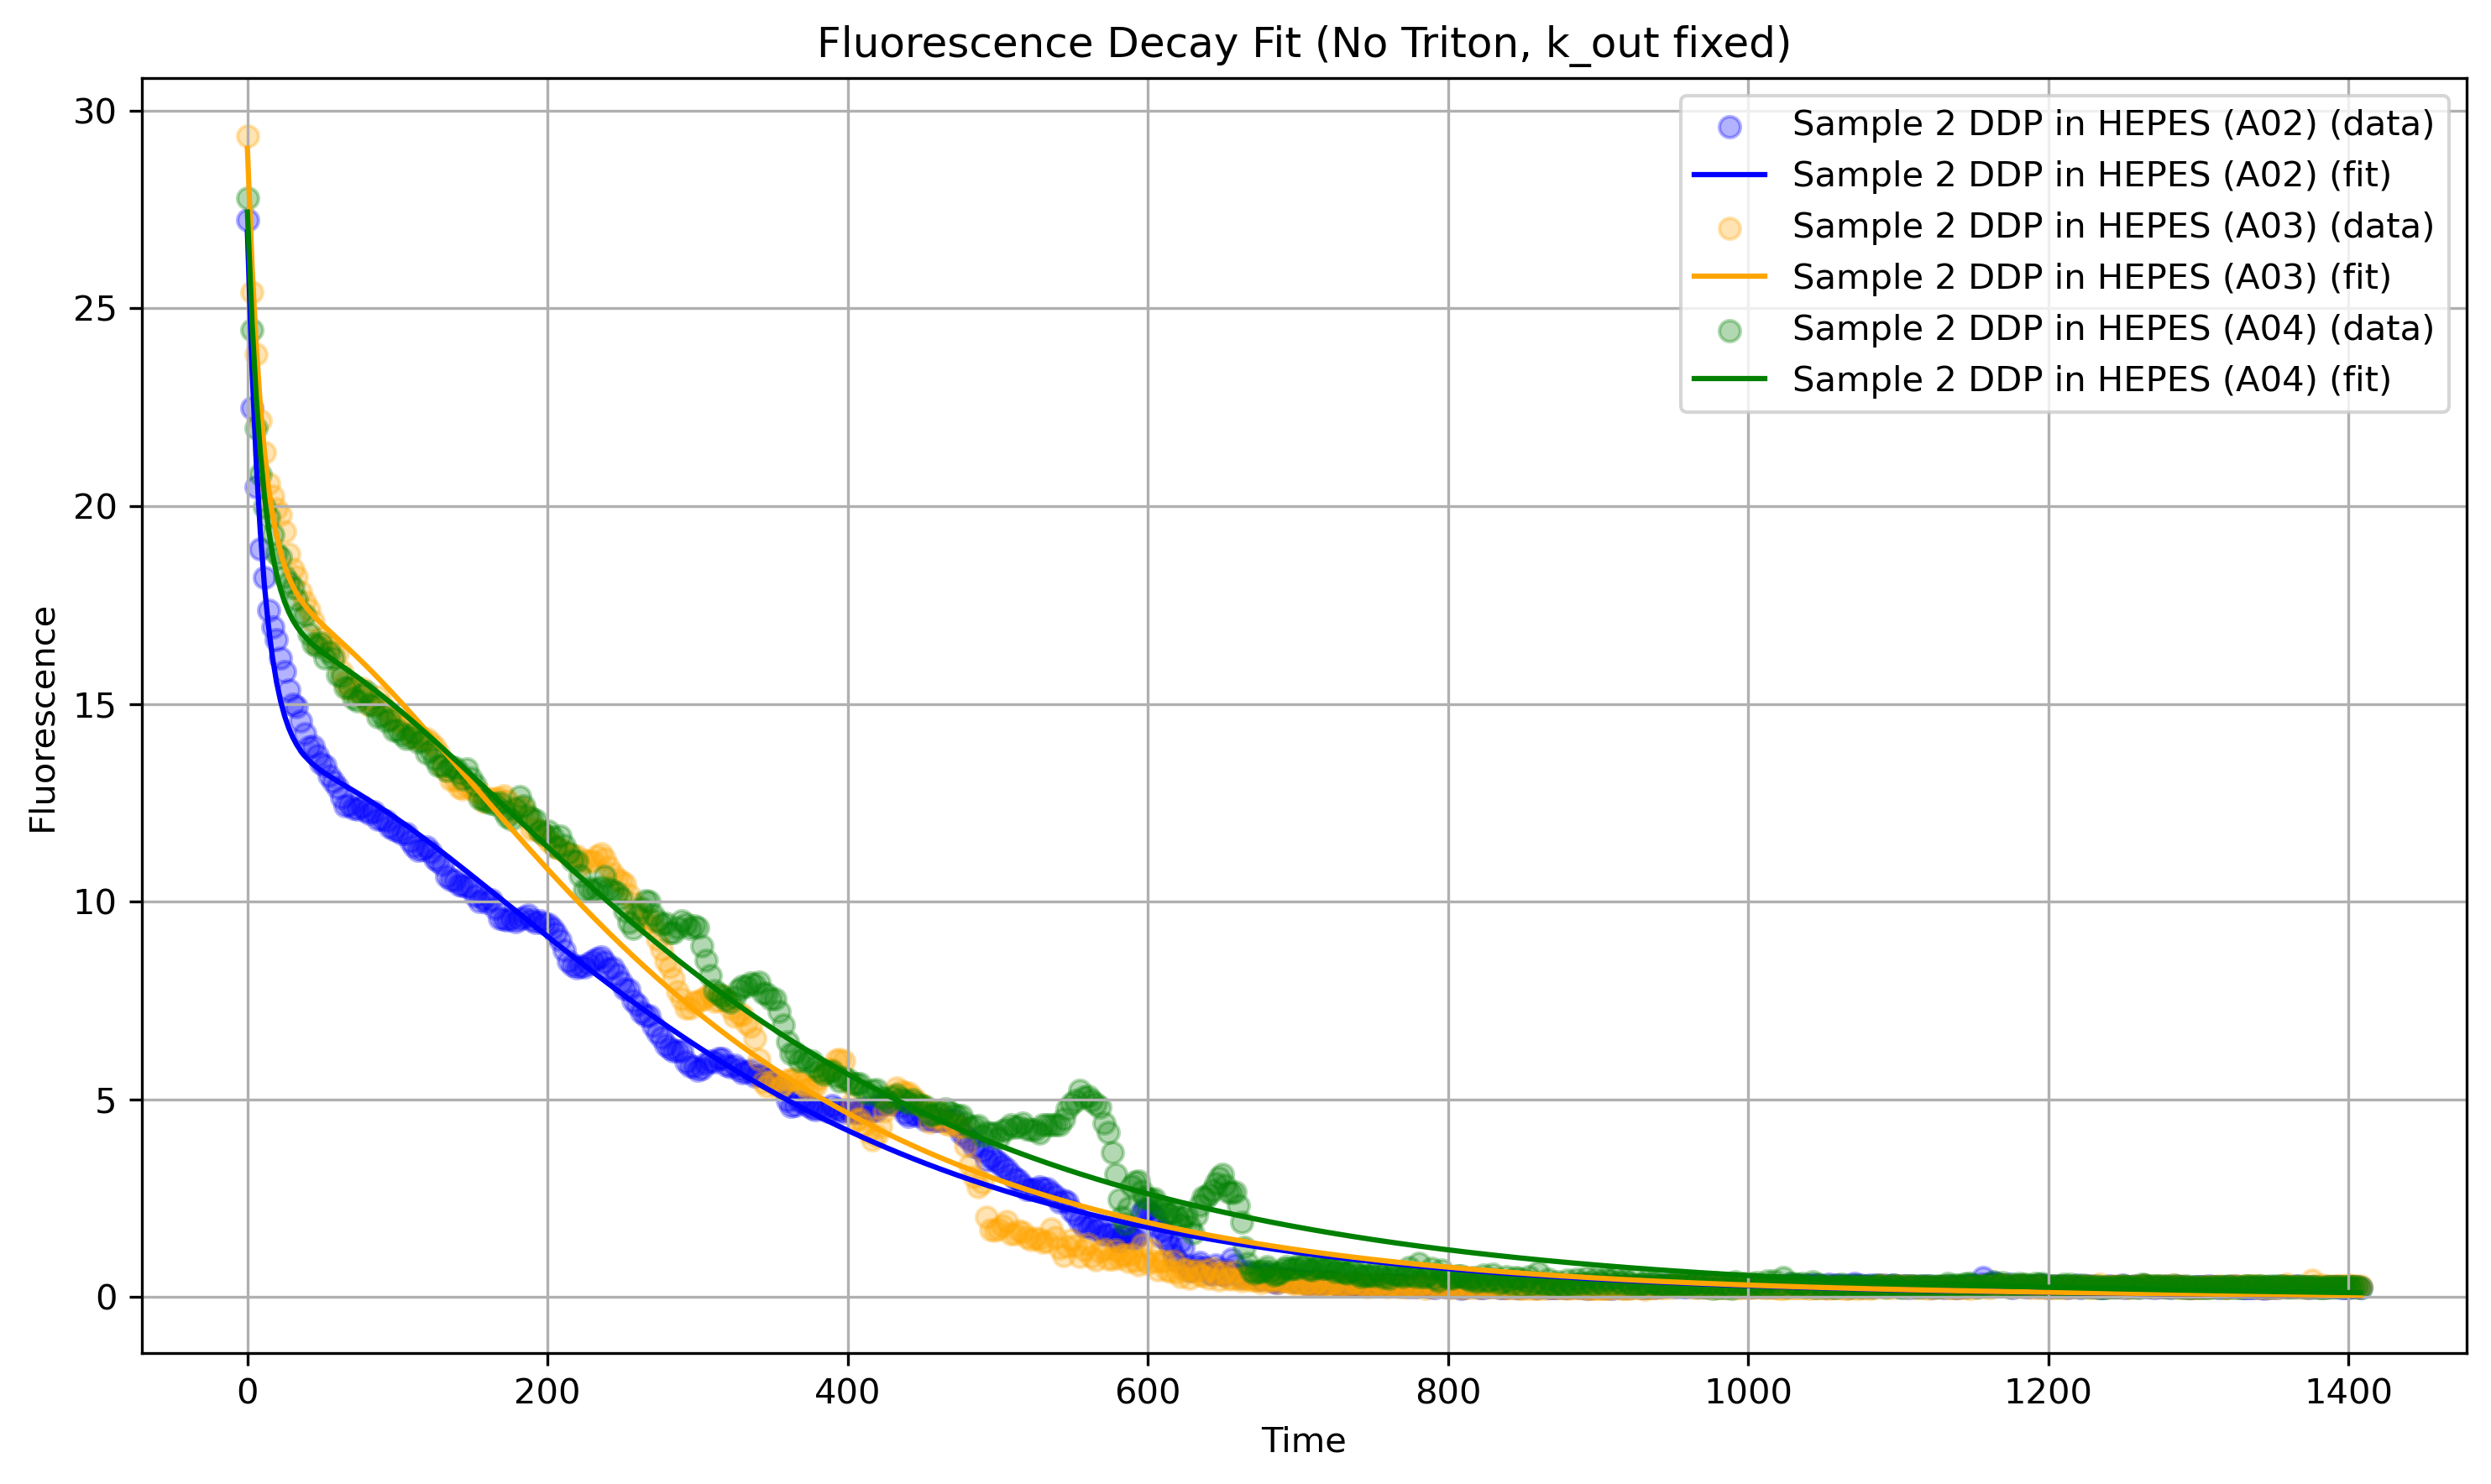 Fluorescence Decay Fit (No Triton, k_out fixed)
30
25
20
15
10
5
0
Fluorescence
Sample 2 DDP in HEPES (A02) (data)
Sample 2 DDP in HEPES (A02) (fit)
Sample 2 DDP in HEPES (A03) (data)
Sample 2 DDP in HEPES (A03) (fit)
Sample 2 DDP in HEPES (A04) (data)
Sample 2 DDP in HEPES (A04) (fit)
0 200 400 600 800 1000 1200 1400
Time